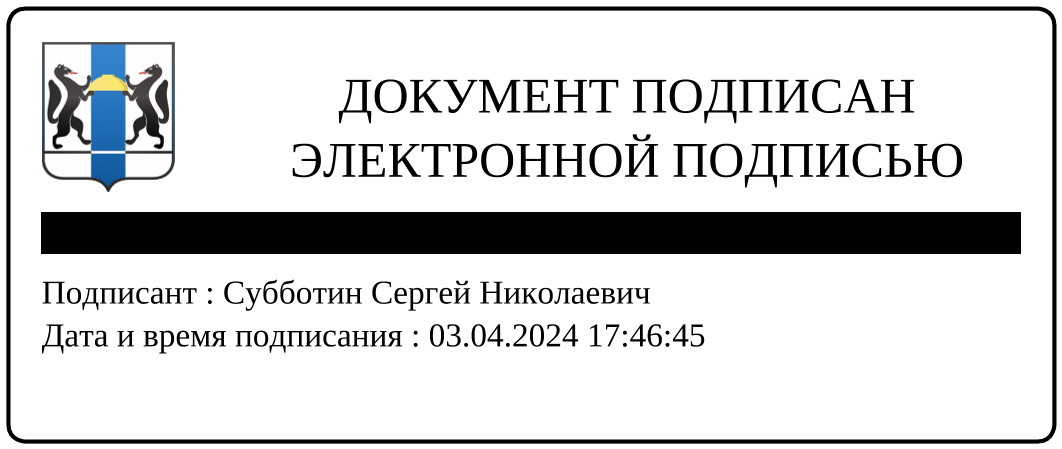 ДОКУМЕНТ ПОДПИСАН
ЭЛЕКТРОННОЙ ПОДПИСЬЮ
Подписант : Субботин Сергей Николаевич
Дата и время подписания : 03.04.2024 17:46:45